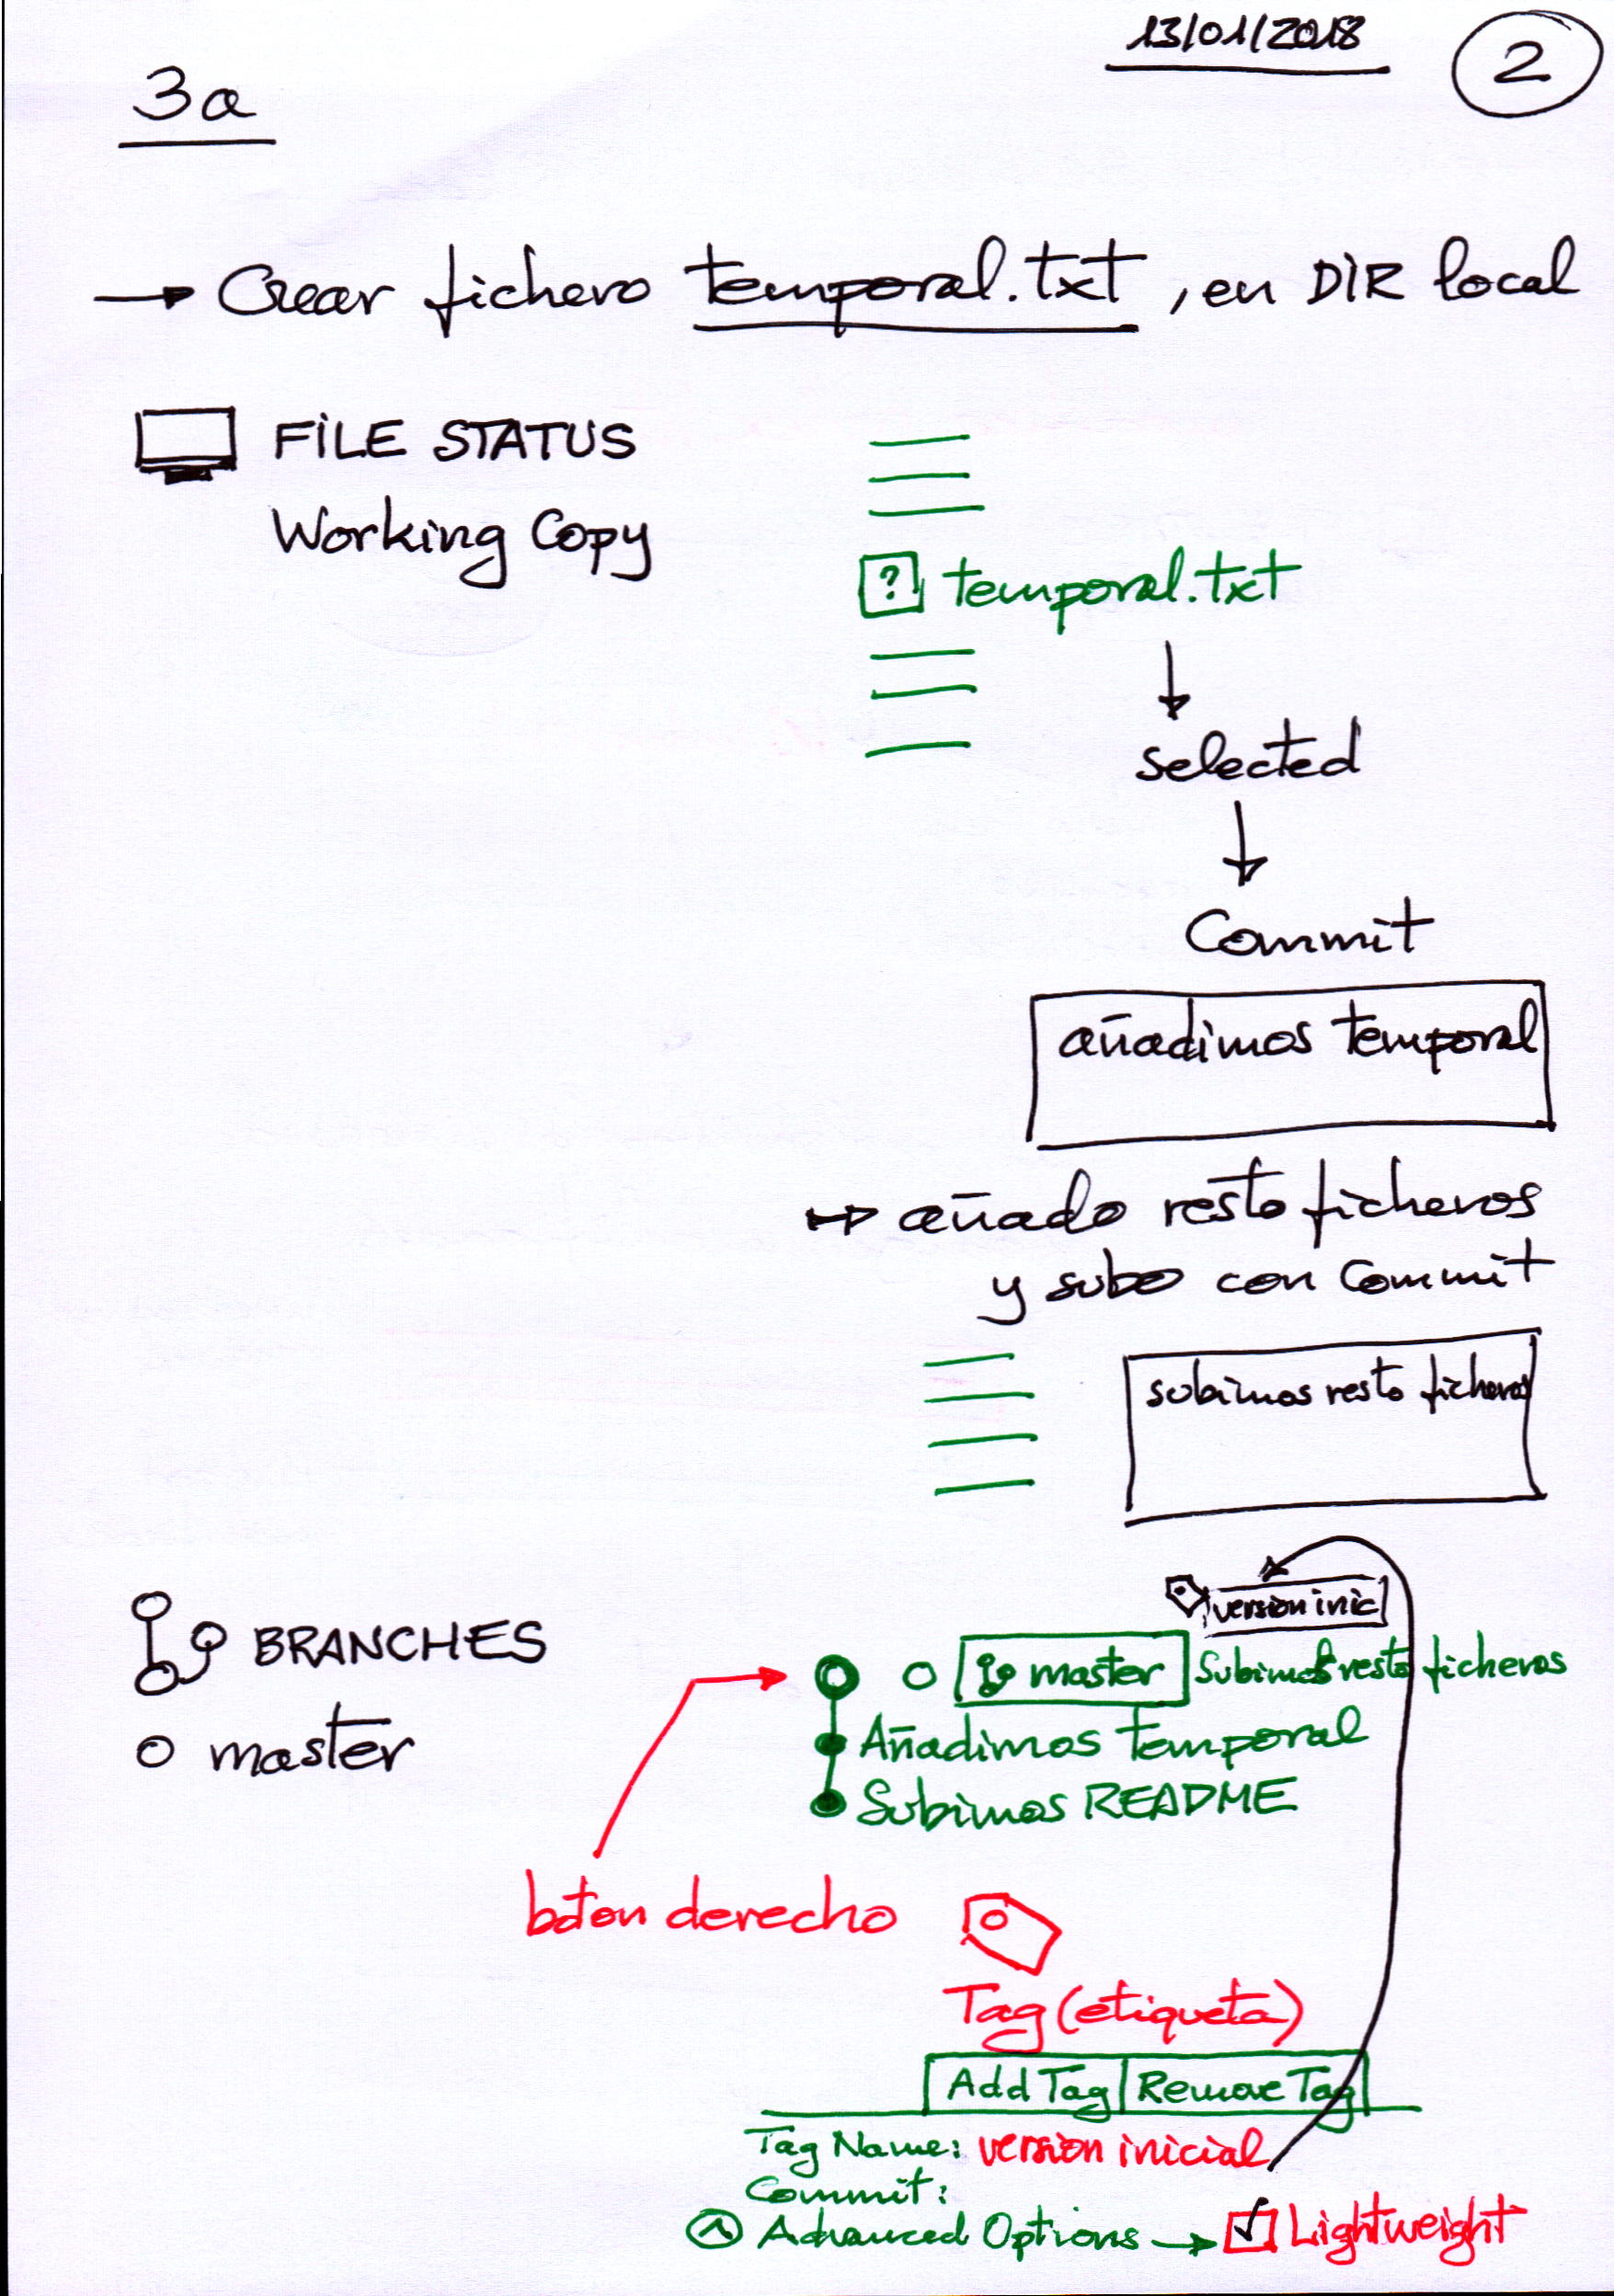 13/01/2018
2
3a
→ Crear fichero temporal.txt, en DIR local
FILE STATUS
Working Copy
? temporal.txt
selected
Commit
añadimos temporal
↦ añado resto ficheros
y subo con Commit
subimos resto ficheros
version inic
BRANCHES
master
master Subimos resto ficheros
Añadimos temporal
Subimos README
boton derecho
Tag (etiqueta)
Add Tag Remove Tag
Tag Name: version inicial
Commit:
Advanced Options → Lightweight